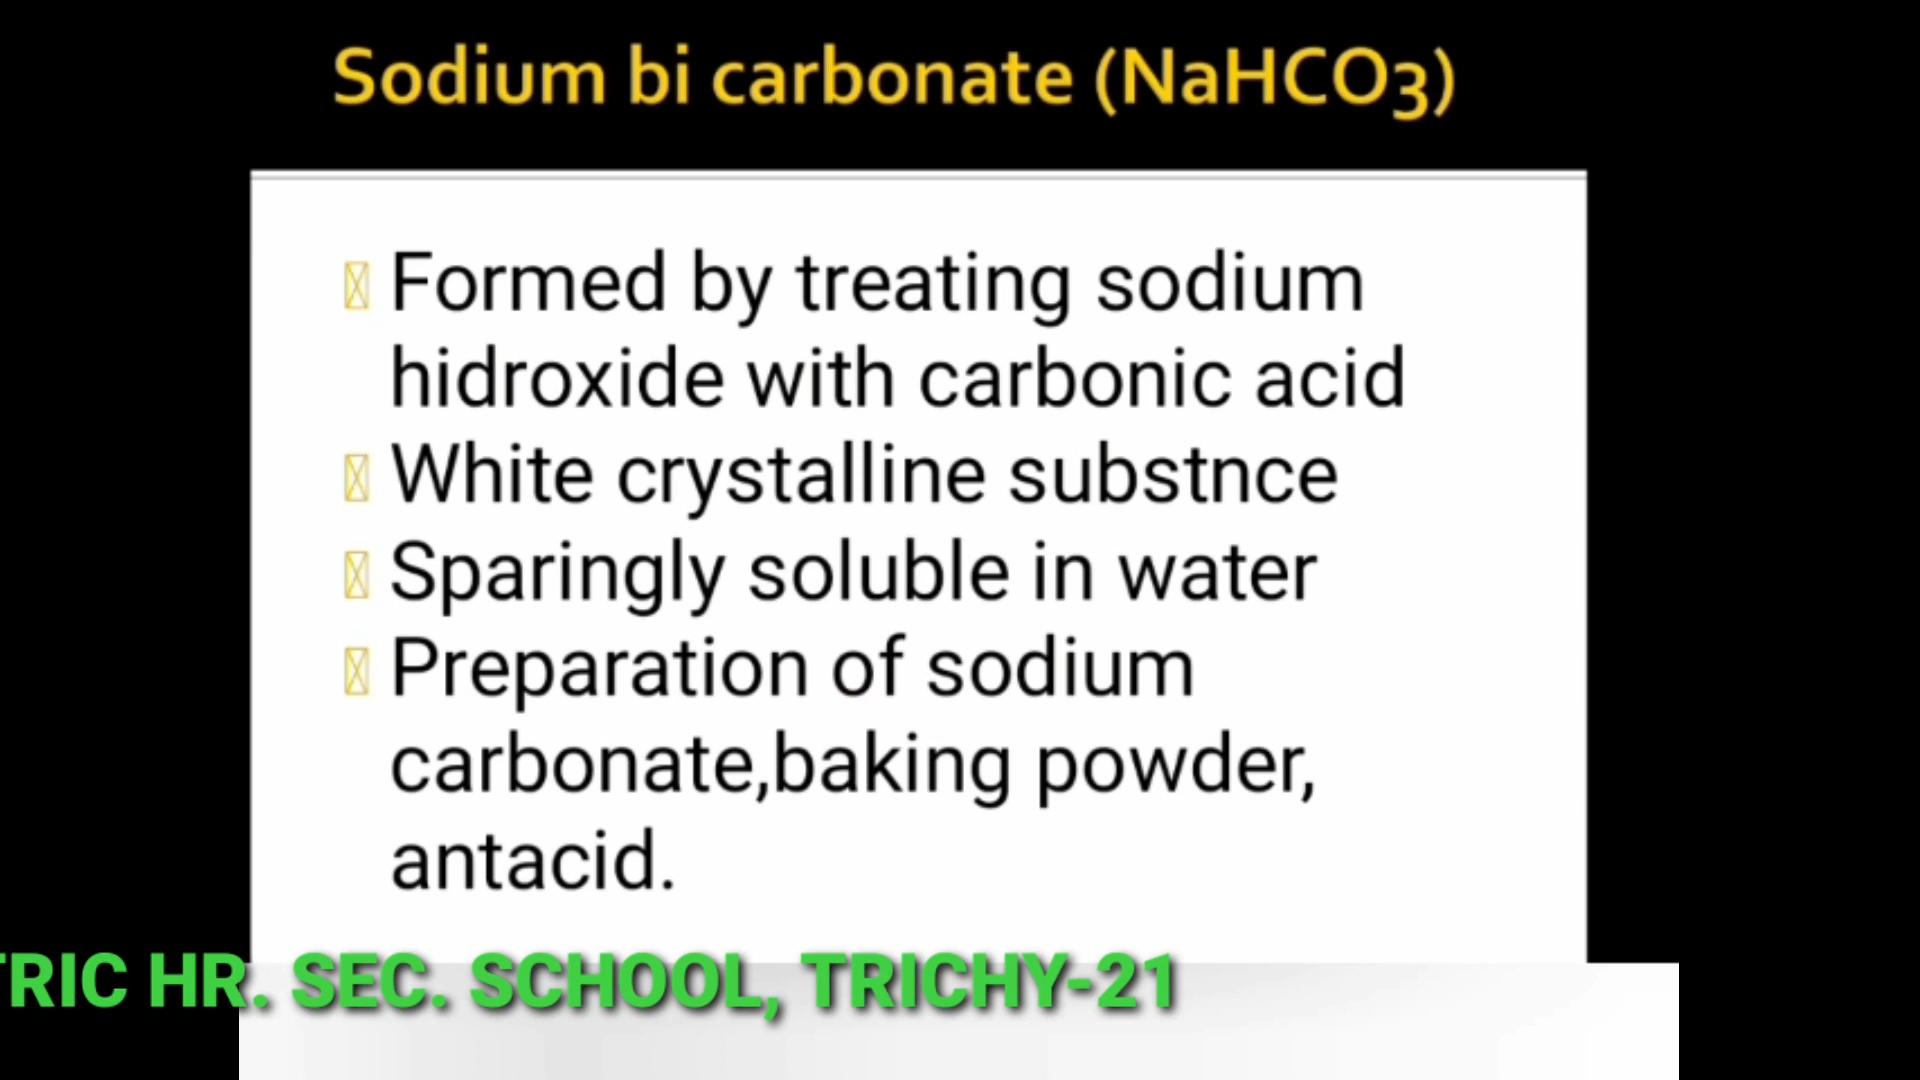 Sodium bi carbonate (NaHCO3)
Formed by treating sodium
hidroxide with carbonic acid
White crystalline substnce
Sparingly soluble in water
Preparation of sodium
carbonate,baking powder,
antacid.
HR. SEC. SCHOOL, TRICHY-21